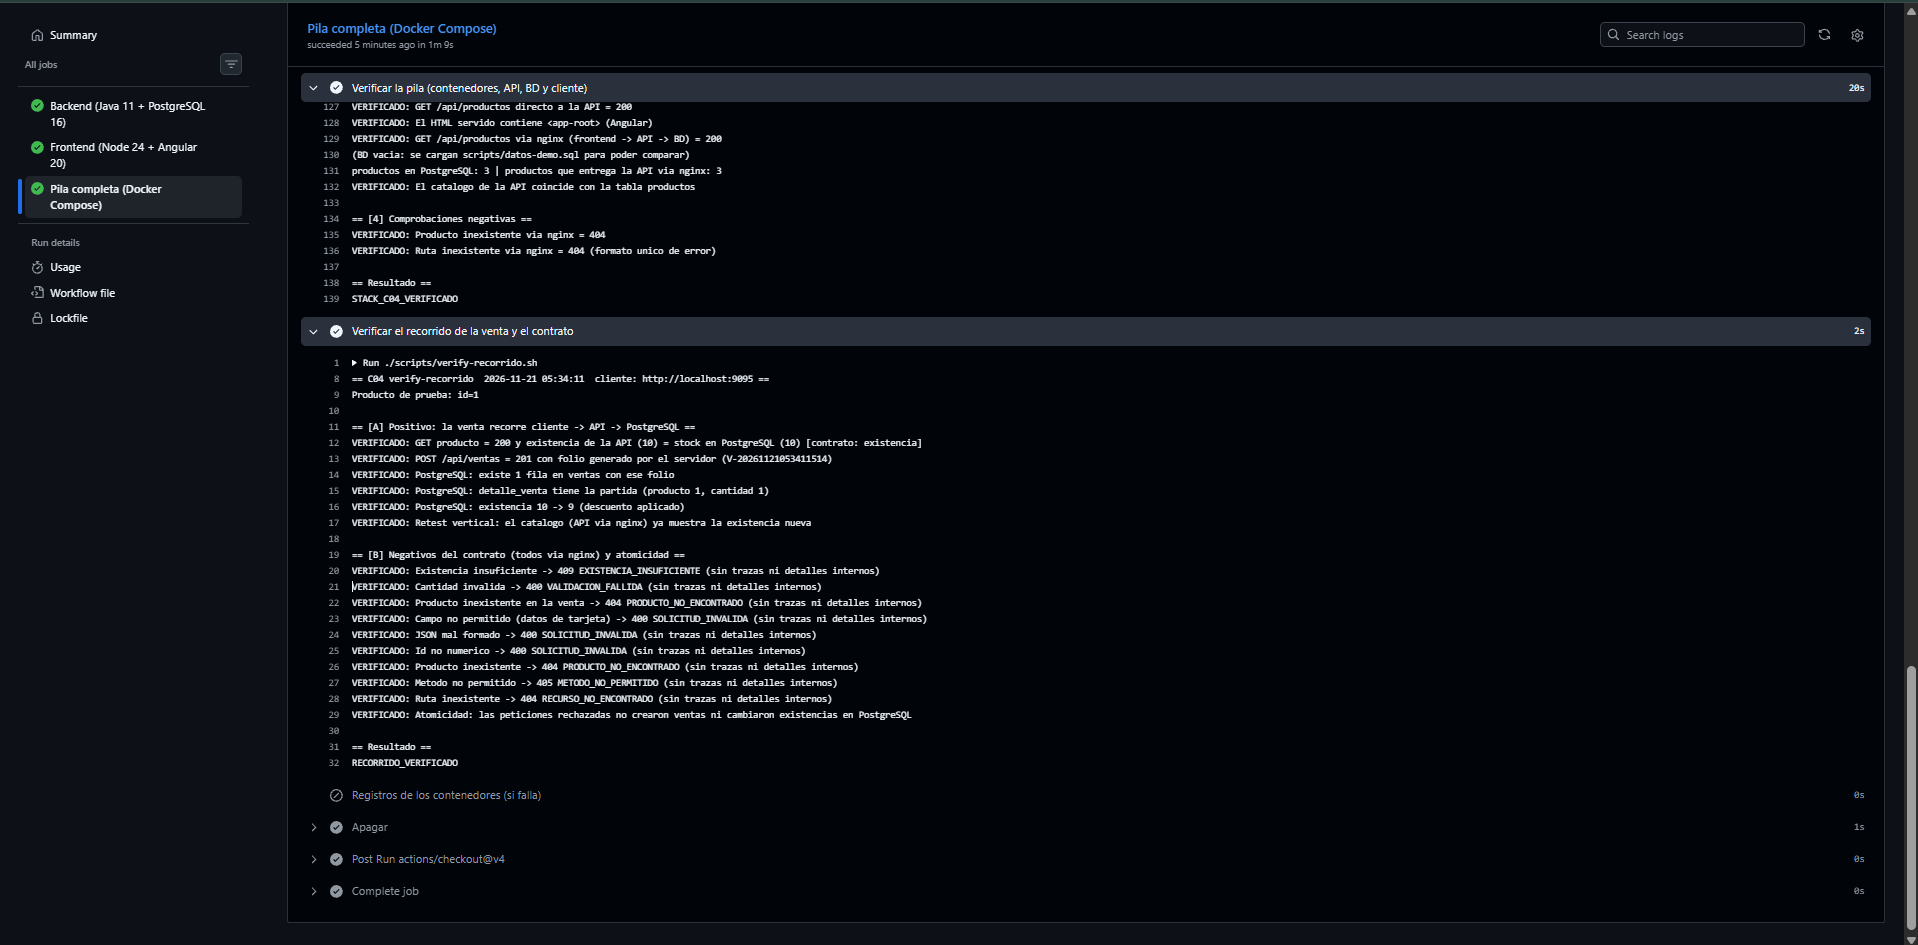 Summary
All jobs
Backend (Java 11 + PostgreSQL
16)
Frontend (Node 24 + Angular
20)
Pila completa (Docker
Compose)
Run details
Usage
Workflow file
Lockfile
Pila completa (Docker Compose)
succeeded 5 minutes ago in 1m 9s
Search logs
Verificar la pila (contenedores, API, BD y cliente) 20s
127 VERIFICADO: GET /api/productos directo a la API = 200
128 VERIFICADO: El HTML servido contiene <app-root> (Angular)
129 VERIFICADO: GET /api/productos via nginx (frontend -> API -> BD) = 200
130 (BD vacia: se cargan scripts/datos-demo.sql para poder comparar)
131 productos en PostgreSQL: 3 | productos que entrega la API via nginx: 3
132 VERIFICADO: El catalogo de la API coincide con la tabla productos
133
134 == [4] Comprobaciones negativas ==
135 VERIFICADO: Producto inexistente via nginx = 404
136 VERIFICADO: Ruta inexistente via nginx = 404 (formato unico de error)
137
138 == Resultado ==
139 STACK_C04_VERIFICADO
Verificar el recorrido de la venta y el contrato 2s
1 Run ./scripts/verify-recorrido.sh
8 == C04 verify-recorrido  2026-11-21 05:34:11  cliente: http://localhost:9095 ==
9 Producto de prueba: id=1
10
11 == [A] Positivo: la venta recorre cliente -> API -> PostgreSQL ==
12 VERIFICADO: GET producto = 200 y existencia de la API (10) = stock en PostgreSQL (10) [contrato: existencia]
13 VERIFICADO: POST /api/ventas = 201 con folio generado por el servidor (V-20261121053411514)
14 VERIFICADO: PostgreSQL: existe 1 fila en ventas con ese folio
15 VERIFICADO: PostgreSQL: detalle_venta tiene la partida (producto 1, cantidad 1)
16 VERIFICADO: PostgreSQL: existencia 10 -> 9 (descuento aplicado)
17 VERIFICADO: Retest vertical: el catalogo (API via nginx) ya muestra la existencia nueva
18
19 == [B] Negativos del contrato (todos via nginx) y atomicidad ==
20 VERIFICADO: Existencia insuficiente -> 409 EXISTENCIA_INSUFICIENTE (sin trazas ni detalles internos)
21 VERIFICADO: Cantidad invalida -> 400 VALIDACION_FALLIDA (sin trazas ni detalles internos)
22 VERIFICADO: Producto inexistente en la venta -> 404 PRODUCTO_NO_ENCONTRADO (sin trazas ni detalles internos)
23 VERIFICADO: Campo no permitido (datos de tarjeta) -> 400 SOLICITUD_INVALIDA (sin trazas ni detalles internos)
24 VERIFICADO: JSON mal formado -> 400 SOLICITUD_INVALIDA (sin trazas ni detalles internos)
25 VERIFICADO: Id no numerico -> 400 SOLICITUD_INVALIDA (sin trazas ni detalles internos)
26 VERIFICADO: Producto inexistente -> 404 PRODUCTO_NO_ENCONTRADO (sin trazas ni detalles internos)
27 VERIFICADO: Metodo no permitido -> 405 METODO_NO_PERMITIDO (sin trazas ni detalles internos)
28 VERIFICADO: Ruta inexistente -> 404 RECURSO_NO_ENCONTRADO (sin trazas ni detalles internos)
29 VERIFICADO: Atomicidad: las peticiones rechazadas no crearon ventas ni cambiaron existencias en PostgreSQL
30
31 == Resultado ==
32 RECORRIDO_VERIFICADO
Registros de los contenedores (si falla) 0s
Apagar 1s
Post Run actions/checkout@v4 0s
Complete job 0s